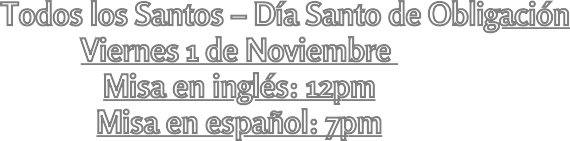 Todos los Santos – Día Santo de Obligación
Viernes 1 de Noviembre
Misa en inglés: 12pm
Misa en español: 7pm